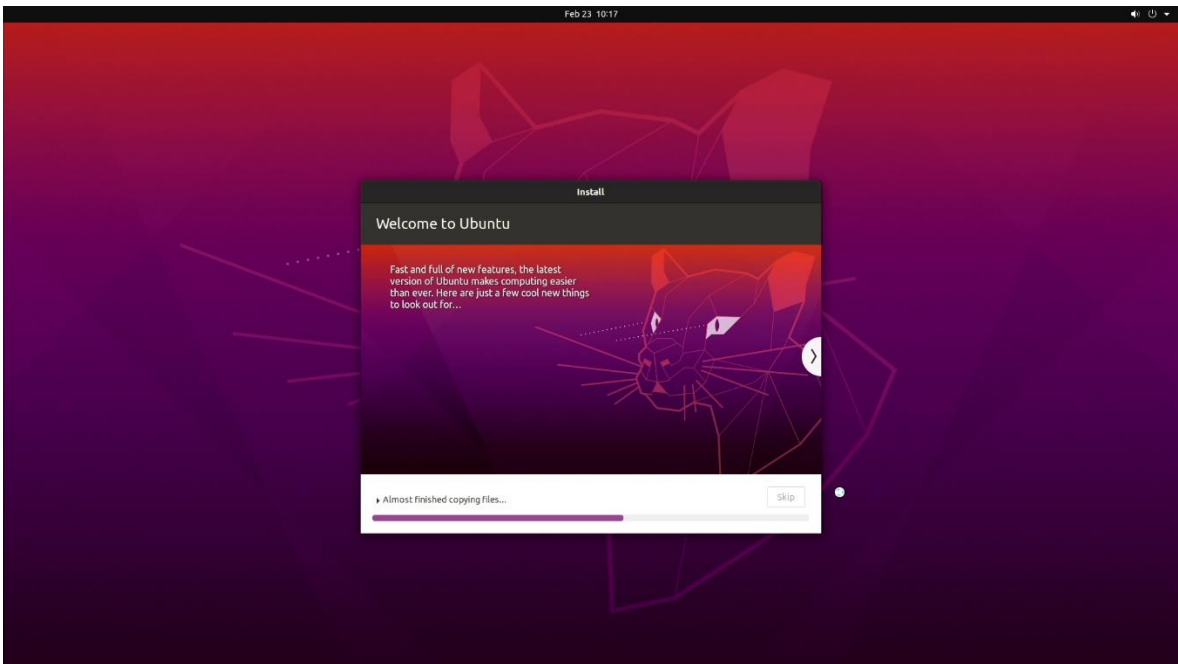 Feb 23 10:17
Install
Welcome to Ubuntu
Fast and full of new features, the latest
version of Ubuntu makes computing easier
than ever. Here are just a few cool new things
to look out for...
Almost finished copying files...
Skip